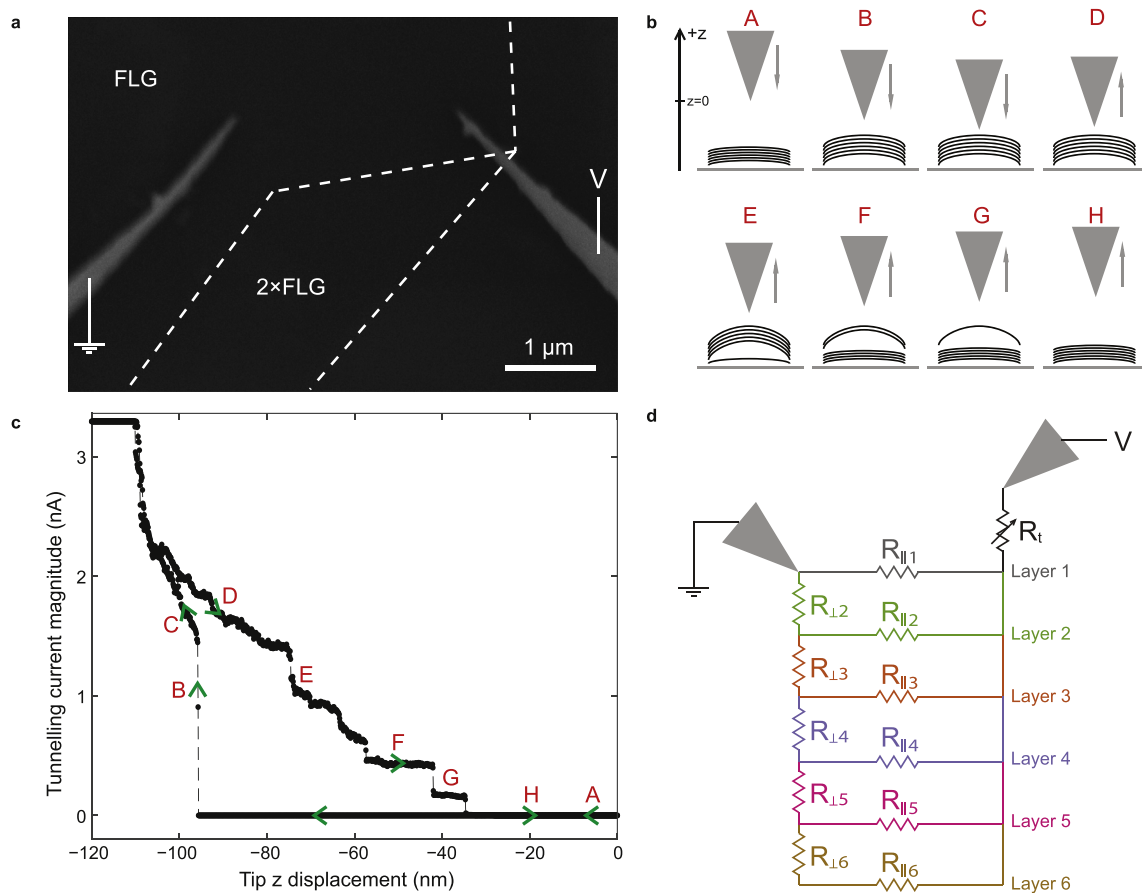 a
FLG
2×FLG
V
1 µm
b
A
B
C
D
+z
z=0
E
F
G
H
c
Tunnelling current magnitude (nA)
3
2
1
0
C
D
B
E
F
G
H
A
−120
−100
−80
−60
−40
−20
0
Tip z displacement (nm)
d
V
Rt
R∥1
Layer 1
R⊥2
R∥2
Layer 2
R⊥3
R∥3
Layer 3
R⊥4
R∥4
Layer 4
R⊥5
R∥5
Layer 5
R⊥6
R∥6
Layer 6